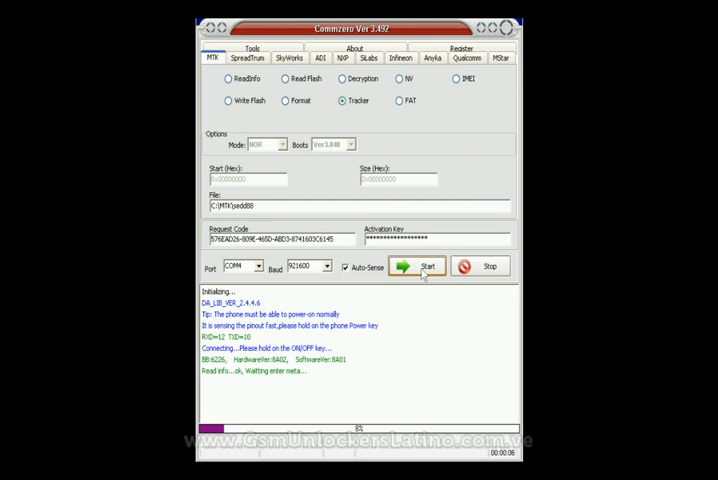 Commzero Ver 3.492
Tools About Register
MTK SpreadTrum SkyWorks ADI NXP SiLabs Infineon Anyka Qualcomm MStar
ReadInfo Read Flash Decryption NV IMEI
Write Flash Format Tracker FAT
Options
Mode: NOR Boots Ver3.848
Start (Hex): Size (Hex):
0x00000000 0x00000000
File:
C:\MTK\sedd88
Request Code Activation Key
576EAD26-809E-465D-ABD3-8741603C6145 ******************
Port COM4 Baud 921600 Auto-Sense Start Stop
Initializing...
DA_LIB_VER_2.4.4.6
Tip: The phone must be able to power-on normally
It is sensing the pinout fast,please hold on the phone Power key
RXD=12 TXD=10
Connecting...Please hold on the ON/OFF key...
BB:6226, HardwareVer:8A02, SoftwareVer:8A01
Read info...ok, Waitting enter meta...
8%
www.GsmUnlockersLatino.com.ve
00:00:06